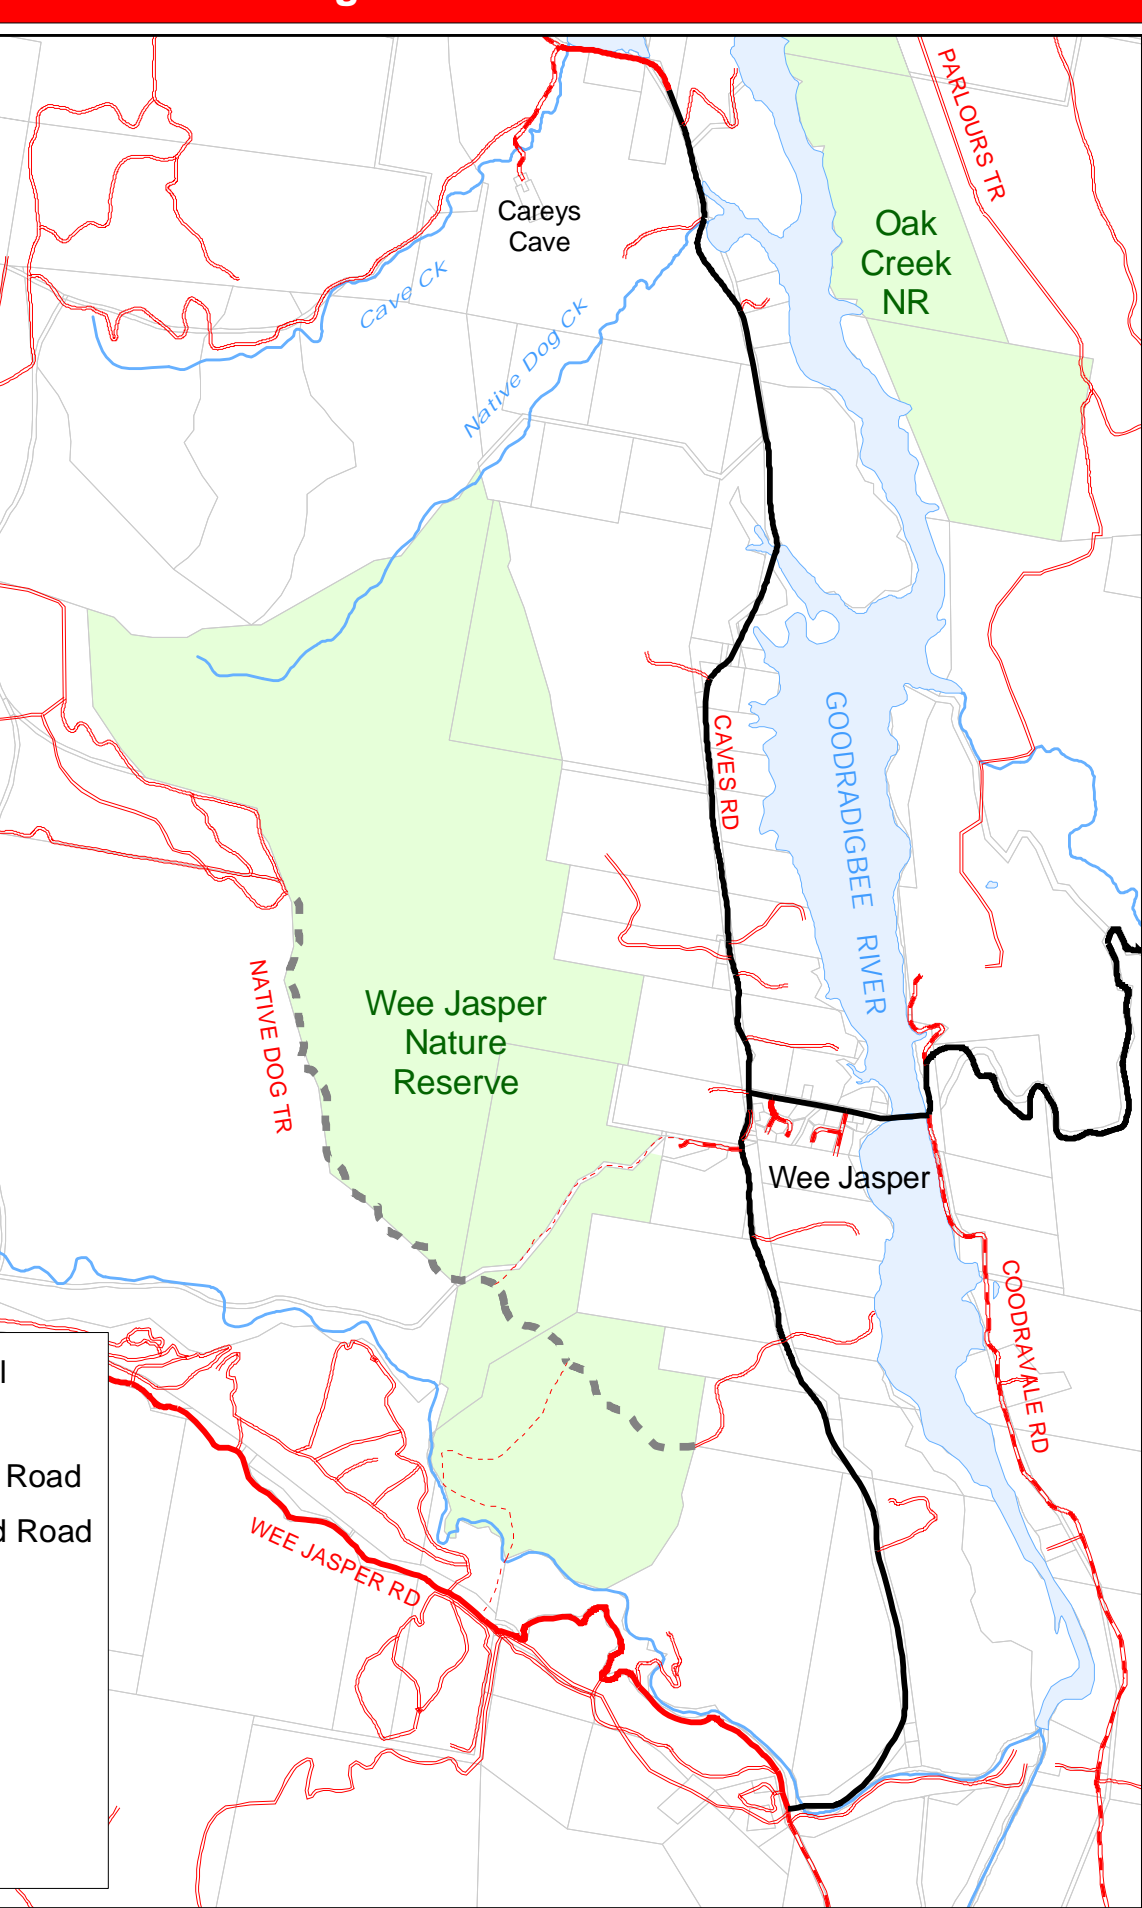 g
PARLOURS TR
Careys
Cave
Oak
Creek
NR
Cave Ck
Native Dog Ck
GOODRADIGBEE RIVER
CAVES RD
NATIVE DOG TR
Wee Jasper
Nature
Reserve
Wee Jasper
COODRAVALE RD
l
Road
d Road
WEE JASPER RD